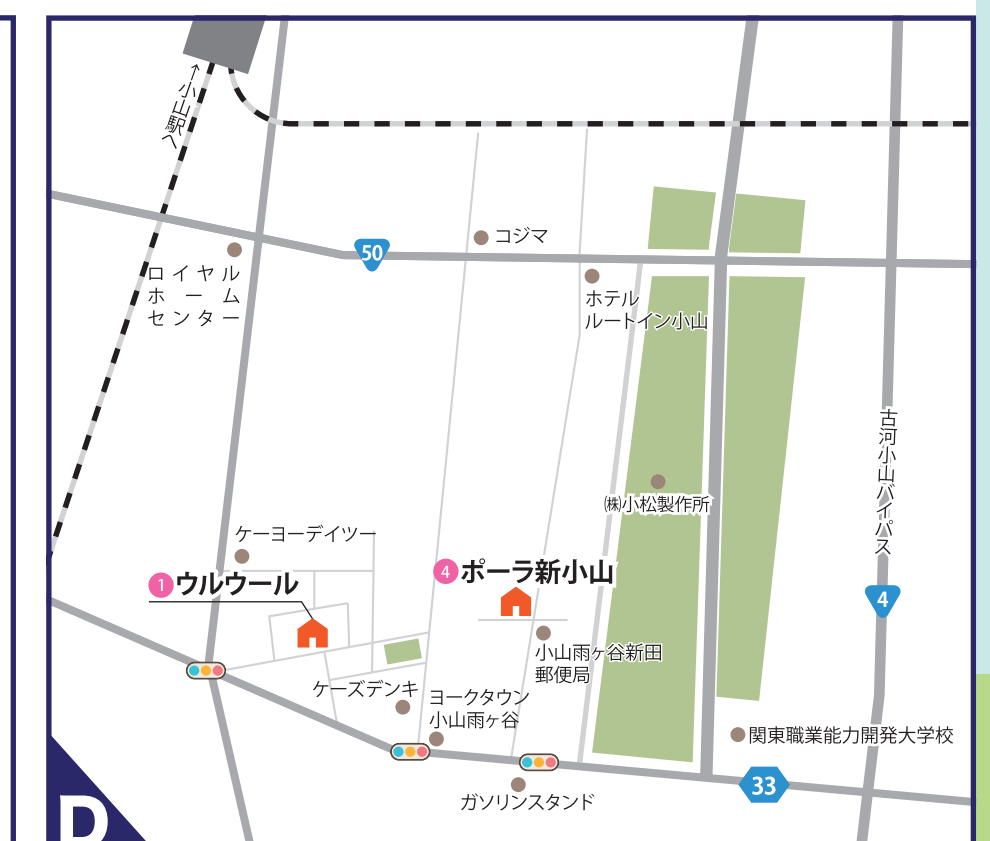 →小山駅へ
コジマ
50
ロイヤル
ホーム
センター
ホテル
ルートイン小山
古河小山バイパス
㈱小松製作所
ケーヨーデイツー
4 ポーラ新小山
1 ウルウール
4
小山雨ヶ谷新田
郵便局
ケーズデンキ
ヨークタウン
小山雨ヶ谷
関東職業能力開発大学校
33
ガソリンスタンド
D